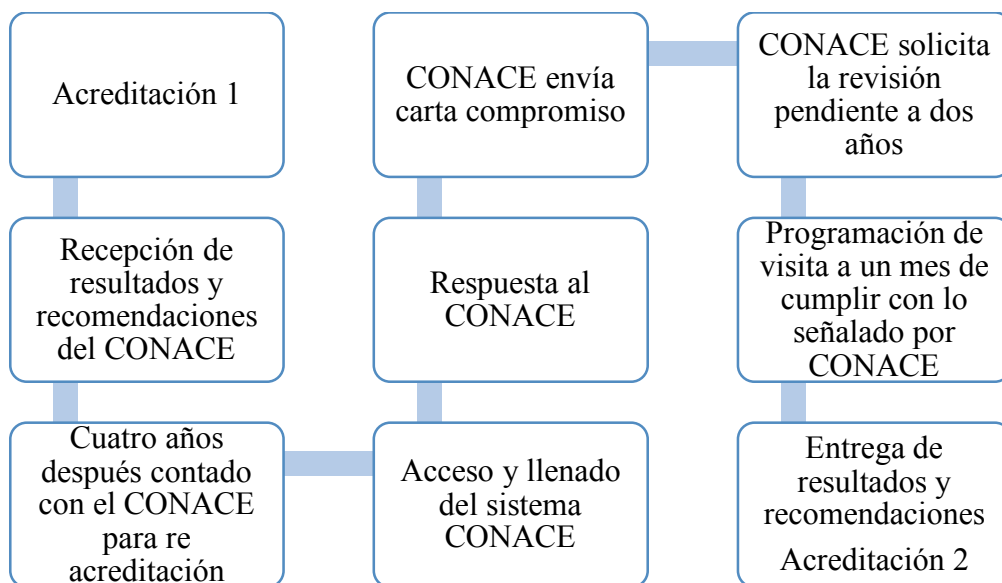 Acreditación 1
Recepción de
resultados y
recomendaciones
del CONACE
Cuatro años
después contado
con el CONACE
para re
acreditación
Acceso y llenado
del sistema
CONACE
Respuesta al
CONACE
CONACE envía
carta compromiso
CONACE solicita
la revisión
pendiente a dos
años
Programación de
visita a un mes de
cumplir con lo
señalado por
CONACE
Entrega de
resultados y
recomendaciones
Acreditación 2